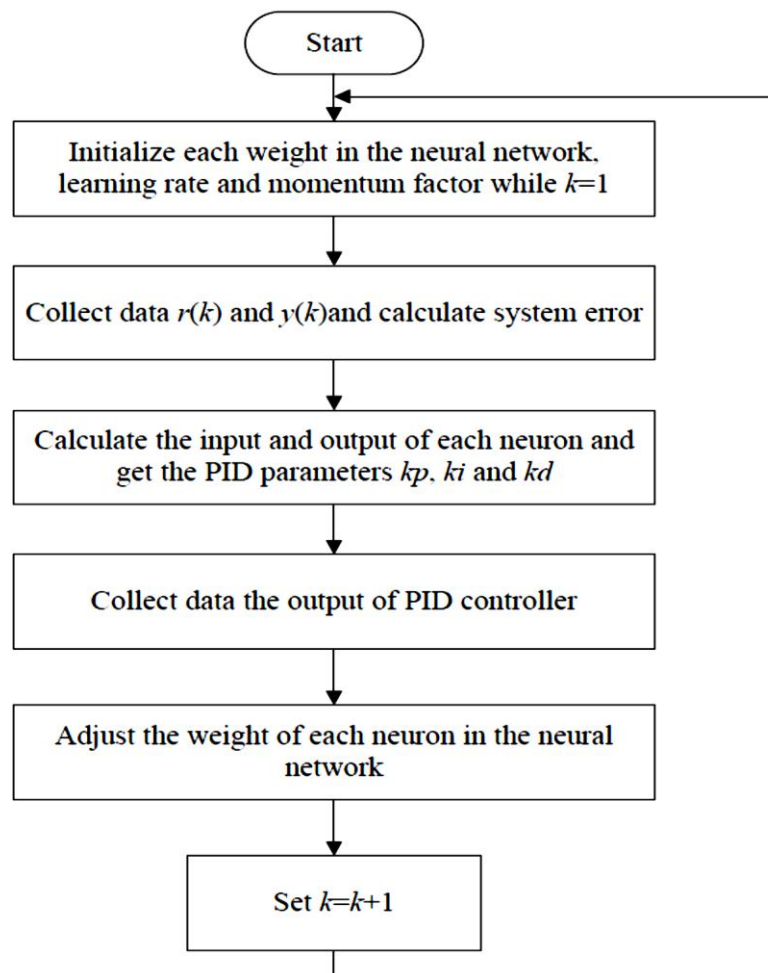 Start
Initialize each weight in the neural network,
learning rate and momentum factor while k=1
Collect data r(k) and y(k)and calculate system error
Calculate the input and output of each neuron and
get the PID parameters kp, ki and kd
Collect data the output of PID controller
Adjust the weight of each neuron in the neural
network
Set k=k+1